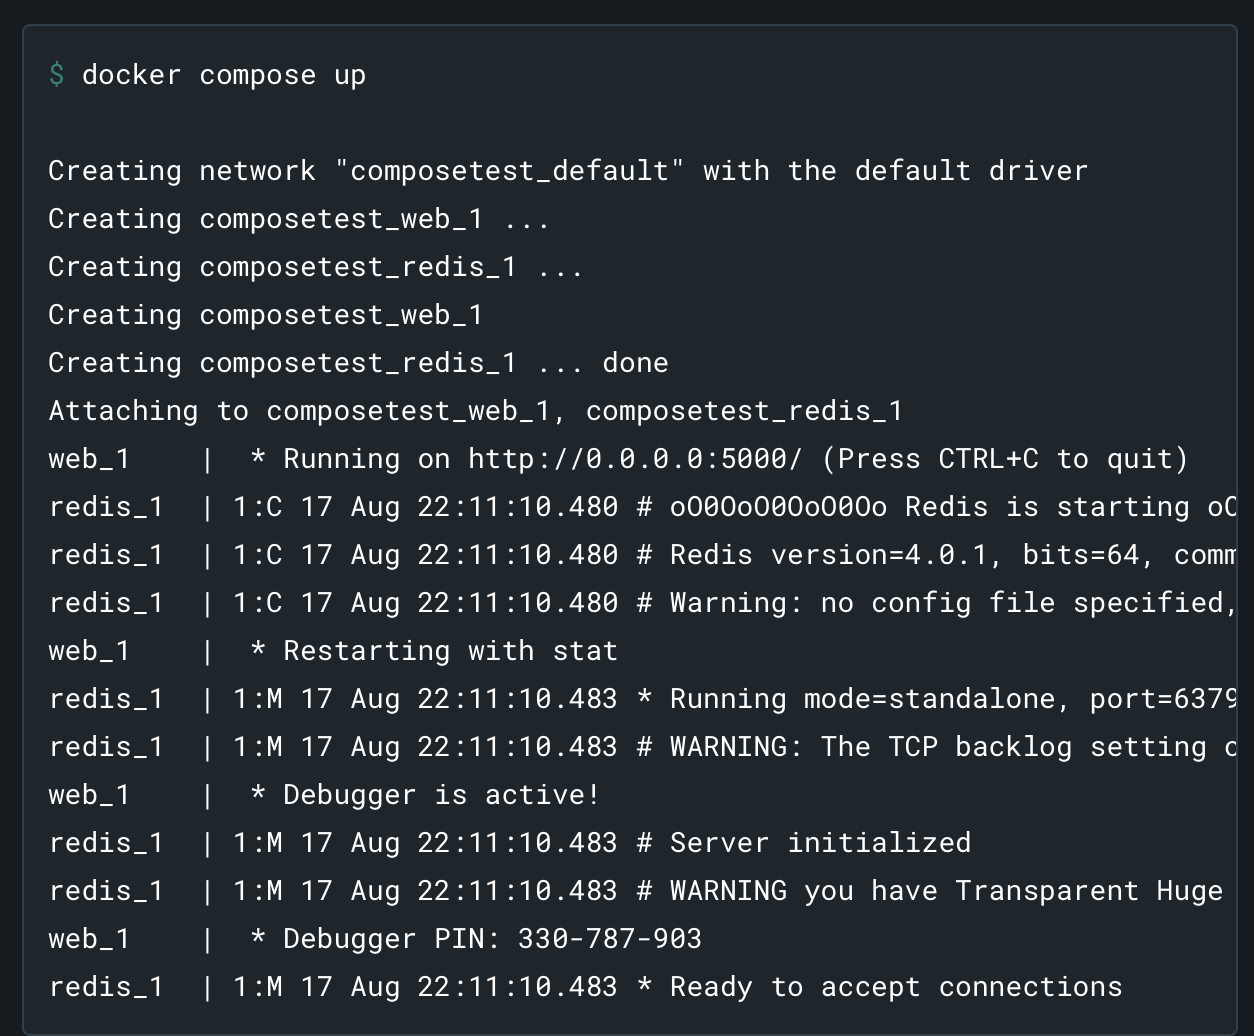 $ docker compose up
Creating network "composetest_default" with the default driver
Creating composetest_web_1 ...
Creating composetest_redis_1 ...
Creating composetest_web_1
Creating composetest_redis_1 ... done
Attaching to composetest_web_1, composetest_redis_1
web_1    |  * Running on http://0.0.0.0:5000/ (Press CTRL+C to quit)
redis_1  | 1:C 17 Aug 22:11:10.480 # oO0OoO0OoO0Oo Redis is starting
redis_1  | 1:C 17 Aug 22:11:10.480 # Redis version=4.0.1, bits=64, comm
redis_1  | 1:C 17 Aug 22:11:10.480 # Warning: no config file specified,
web_1    |  * Restarting with stat
redis_1  | 1:M 17 Aug 22:11:10.483 * Running mode=standalone, port=6379
redis_1  | 1:M 17 Aug 22:11:10.483 # WARNING: The TCP backlog setting
web_1    |  * Debugger is active!
redis_1  | 1:M 17 Aug 22:11:10.483 # Server initialized
redis_1  | 1:M 17 Aug 22:11:10.483 # WARNING you have Transparent Huge
web_1    |  * Debugger PIN: 330-787-903
redis_1  | 1:M 17 Aug 22:11:10.483 * Ready to accept connections